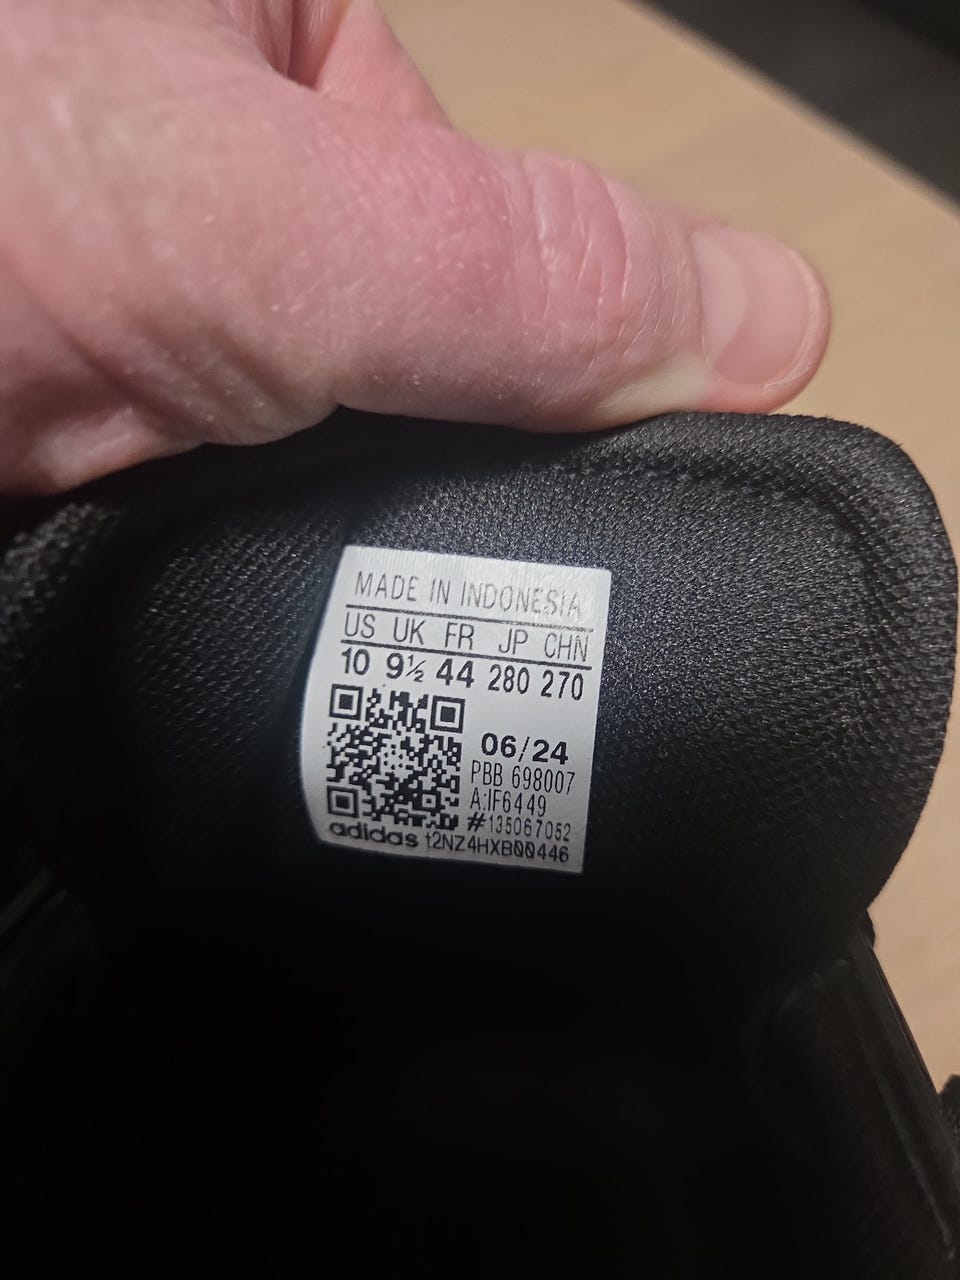 MADE IN INDONESIA
US UK FR JP CHN
10 9½ 44 280 270
06/24
PBB 698007
A:IF6449
#135067052
adidas t2NZ4HXB00446